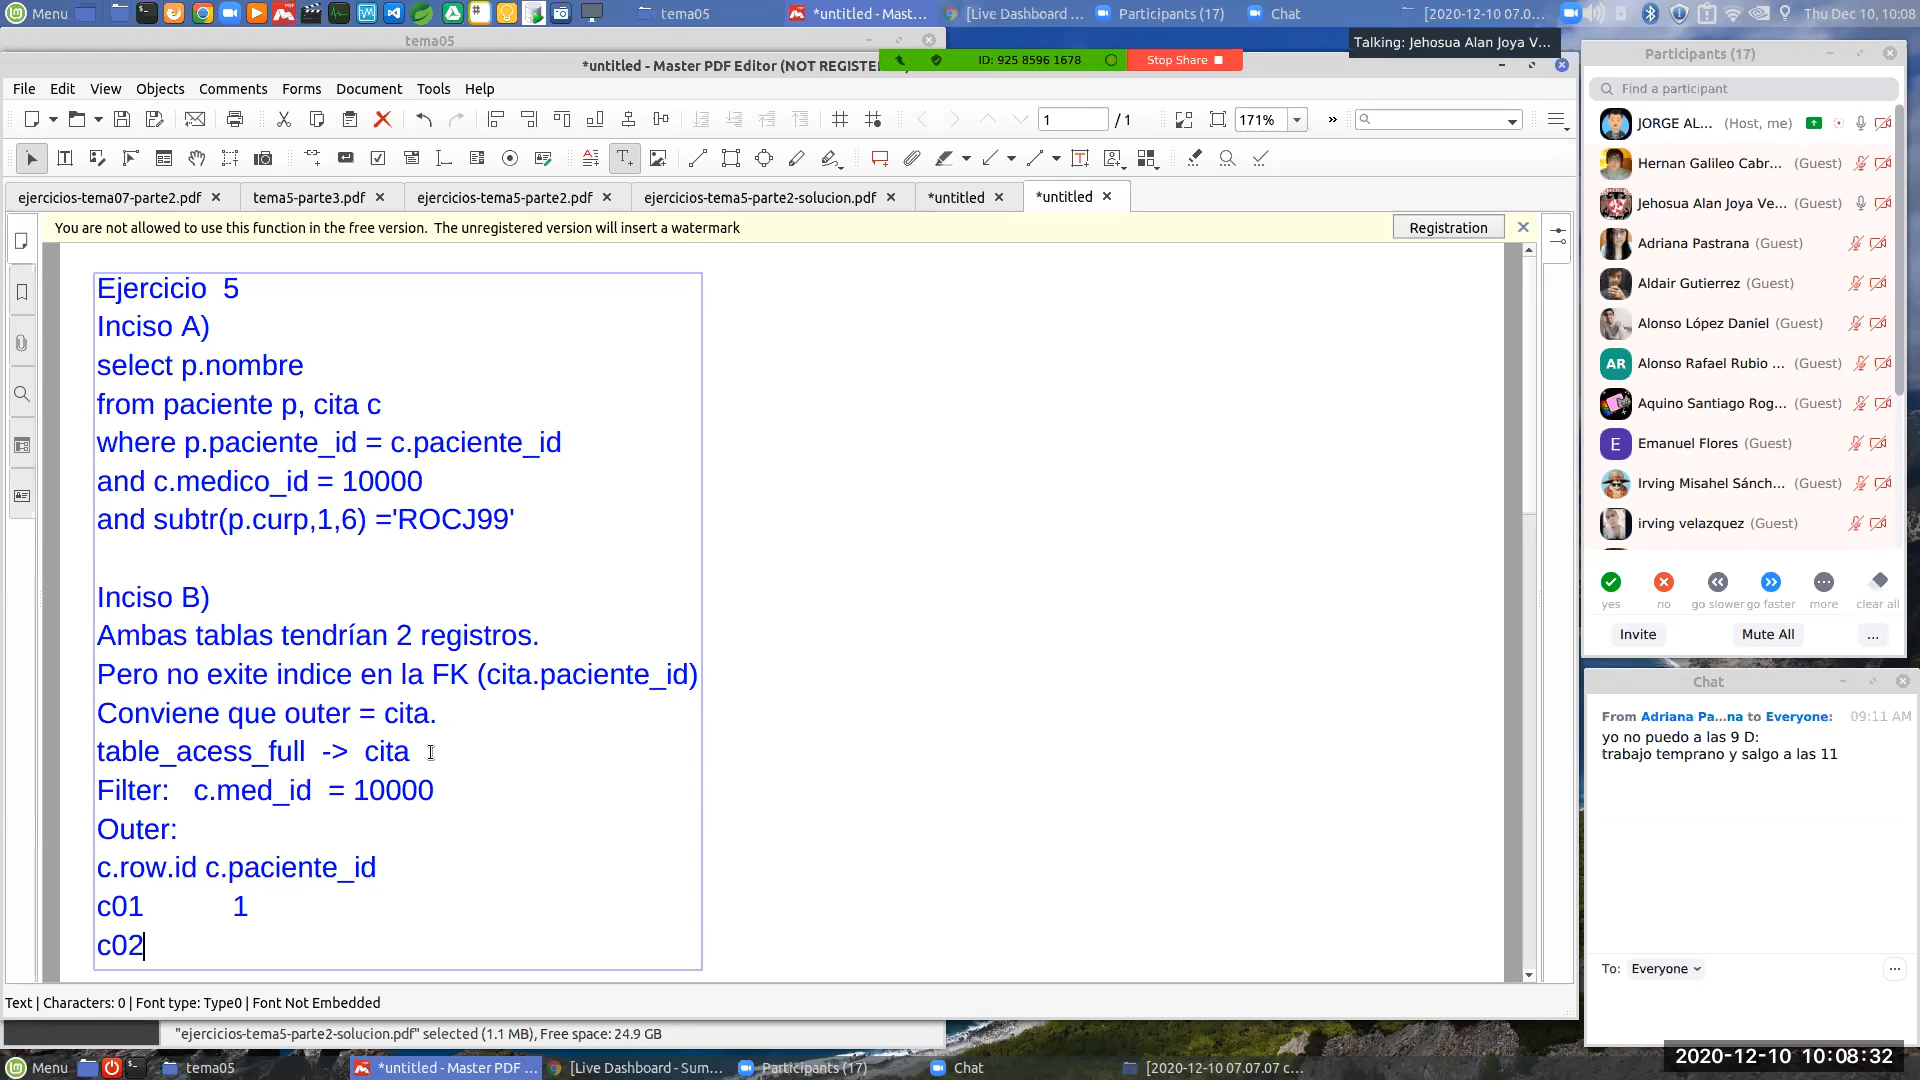 Menu
tema05
*untitled - Mast...
[Live Dashboard ...
Participants (17)
Chat
[2020-12-10 07.0...
Thu Dec 10, 10:08
tema05
Talking: Jehosua Alan Joya V...
*untitled - Master PDF Editor (NOT REGISTE
ID: 925 8596 1678
Stop Share
File Edit View Objects Comments Forms Document Tools Help
1 / 1
171%
ejercicios-tema07-parte2.pdf
tema5-parte3.pdf
ejercicios-tema5-parte2.pdf
ejercicios-tema5-parte2-solucion.pdf
*untitled
*untitled
You are not allowed to use this function in the free version. The unregistered version will insert a watermark
Registration
Ejercicio 5
Inciso A)
select p.nombre
from paciente p, cita c
where p.paciente_id = c.paciente_id
and c.medico_id = 10000
and subtr(p.curp,1,6) ='ROCJ99'
Inciso B)
Ambas tablas tendrían 2 registros.
Pero no exite indice en la FK (cita.paciente_id)
Conviene que outer = cita.
table_acess_full -> cita
Filter: c.med_id = 10000
Outer:
c.row.id c.paciente_id
c01 1
c02
Text | Characters: 0 | Font type: Type0 | Font Not Embedded
"ejercicios-tema5-parte2-solucion.pdf" selected (1.1 MB), Free space: 24.9 GB
Participants (17)
Find a participant
JORGE AL... (Host, me)
Hernan Galileo Cabr... (Guest)
Jehosua Alan Joya Ve... (Guest)
Adriana Pastrana (Guest)
Aldair Gutierrez (Guest)
Alonso López Daniel (Guest)
AR Alonso Rafael Rubio ... (Guest)
Aquino Santiago Rog... (Guest)
E Emanuel Flores (Guest)
Irving Misahel Sánch... (Guest)
irving velazquez (Guest)
yes no go slower go faster more clear all
Invite Mute All ...
Chat
From Adriana Pa...na to Everyone: 09:11 AM
yo no puedo a las 9 D:
trabajo temprano y salgo a las 11
To: Everyone
Menu
tema05
*untitled - Master PDF ...
[Live Dashboard - Sum...
Participants (17)
Chat
[2020-12-10 07.07.07 c...
2020-12-10 10:08:32